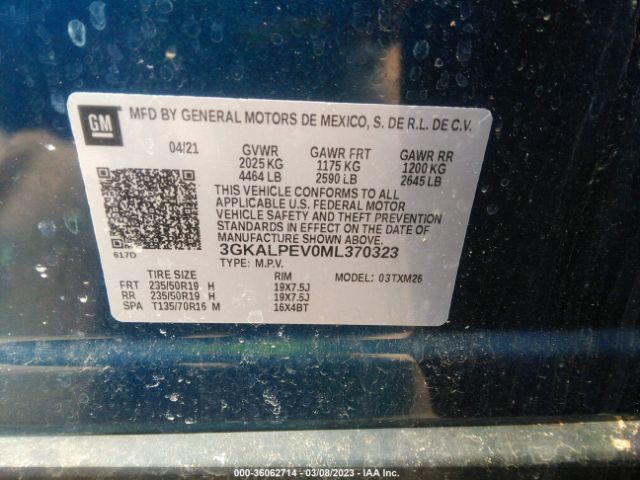 GM
MFD BY GENERAL MOTORS DE MEXICO, S. DE R.L. DE C.V.
04/21 GVWR GAWR FRT GAWR RR
2025 KG 1175 KG 1200 KG
4464 LB 2590 LB 2645 LB
THIS VEHICLE CONFORMS TO ALL
APPLICABLE U.S. FEDERAL MOTOR
VEHICLE SAFETY AND THEFT PREVENTION
STANDARDS IN EFFECT ON THE DATE
OF MANUFACTURE SHOWN ABOVE.
617D 3GKALPEV0ML370323
TYPE: M.P.V.
TIRE SIZE RIM MODEL: 03TXM26
FRT 235/50R19 H 19X7.5J
RR 235/50R19 H 19X7.5J
SPA T135/70R16 M 16X4BT
000-36062714 - 03/08/2023 - IAA Inc.